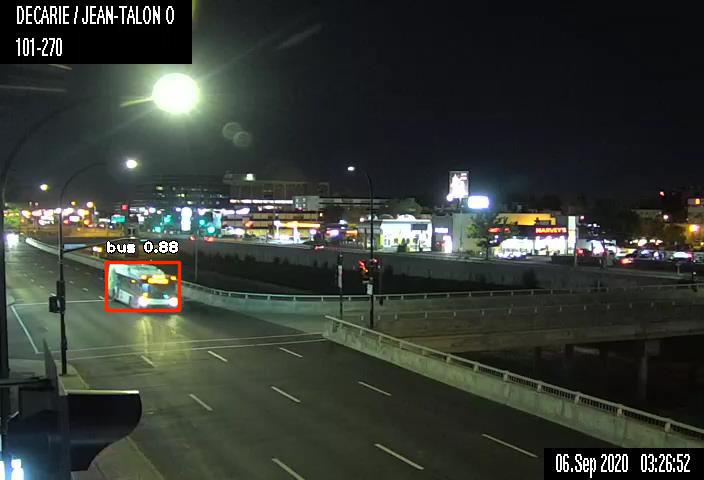 DECARIE / JEAN-TALON O
101-270
bus 0.88
HARVEY'S
06.Sep 2020 03:26:52